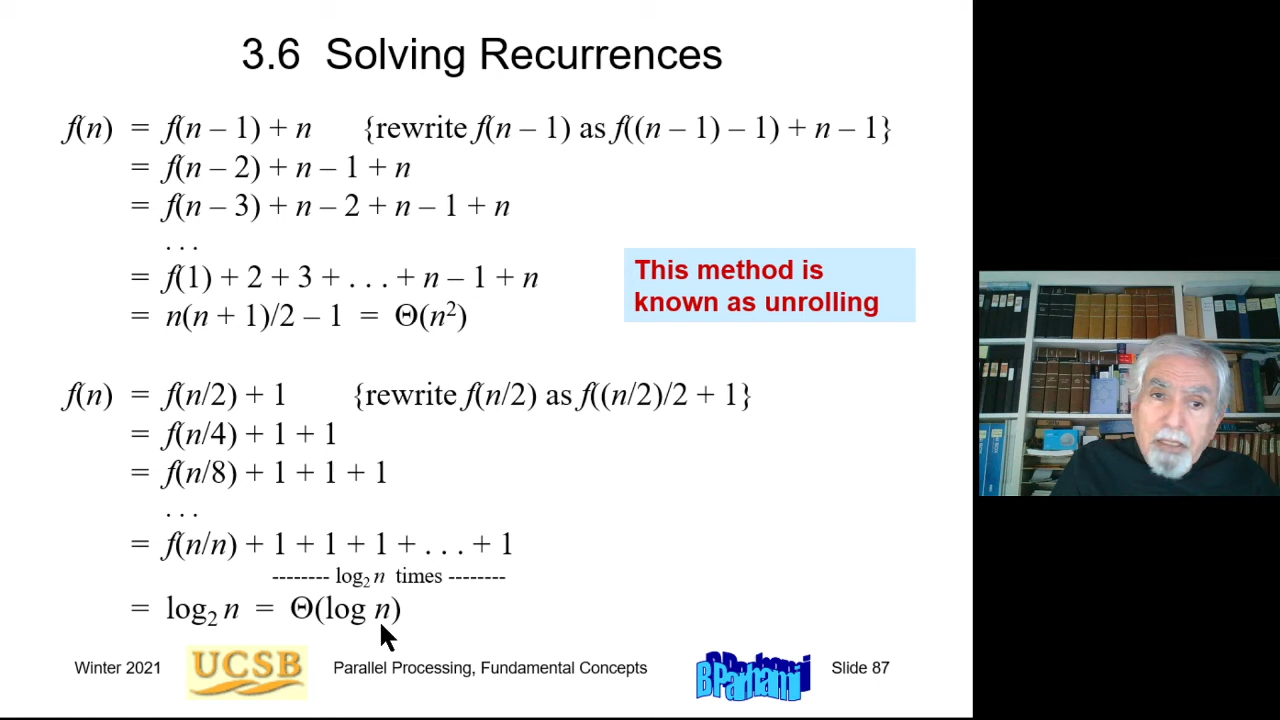 3.6 Solving Recurrences
f(n) = f(n – 1) + n {rewrite f(n – 1) as f((n – 1) – 1) + n – 1}
= f(n – 2) + n – 1 + n
= f(n – 3) + n – 2 + n – 1 + n
. . .
= f(1) + 2 + 3 + . . . + n – 1 + n
= n(n + 1)/2 – 1 = Θ(n²)
This method is
known as unrolling
f(n) = f(n/2) + 1 {rewrite f(n/2) as f((n/2)/2 + 1}
= f(n/4) + 1 + 1
= f(n/8) + 1 + 1 + 1
. . .
= f(n/n) + 1 + 1 + 1 + . . . + 1
-------- log₂ n times --------
= log₂ n = Θ(log n)
Winter 2021 UCSB Parallel Processing, Fundamental Concepts BParhami Slide 87